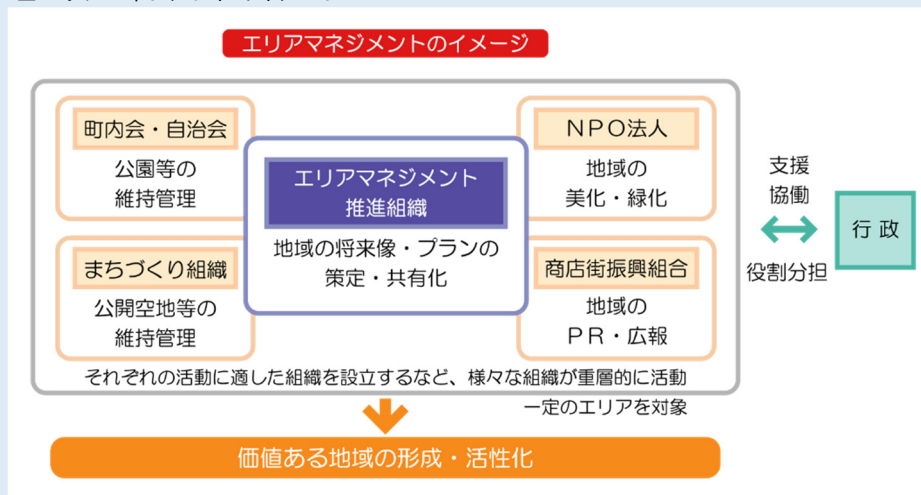 エリアマネジメントのイメージ
町内会・自治会
公園等の
維持管理
NPO法人
地域の
美化・緑化
エリアマネジメント
推進組織
地域の将来像・プランの
策定・共有化
まちづくり組織
公開空地等の
維持管理
商店街振興組合
地域の
PR・広報
それぞれの活動に適した組織を設立するなど、様々な組織が重層的に活動
一定のエリアを対象
支援
協働
役割分担
行政
価値ある地域の形成・活性化